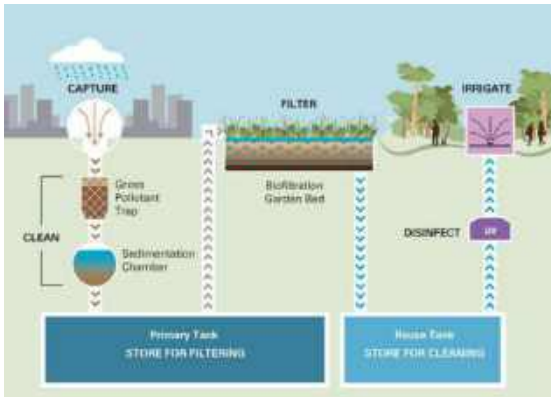 CAPTURE
FILTER
IRRIGATE
Gross
Pollutant
Trap
Biofiltration
Garden Bed
CLEAN
DISINFECT
UV
Sedimentation
Chamber
Primary Tank
STORE FOR FILTERING
Reuse Tank
STORE FOR CLEANING